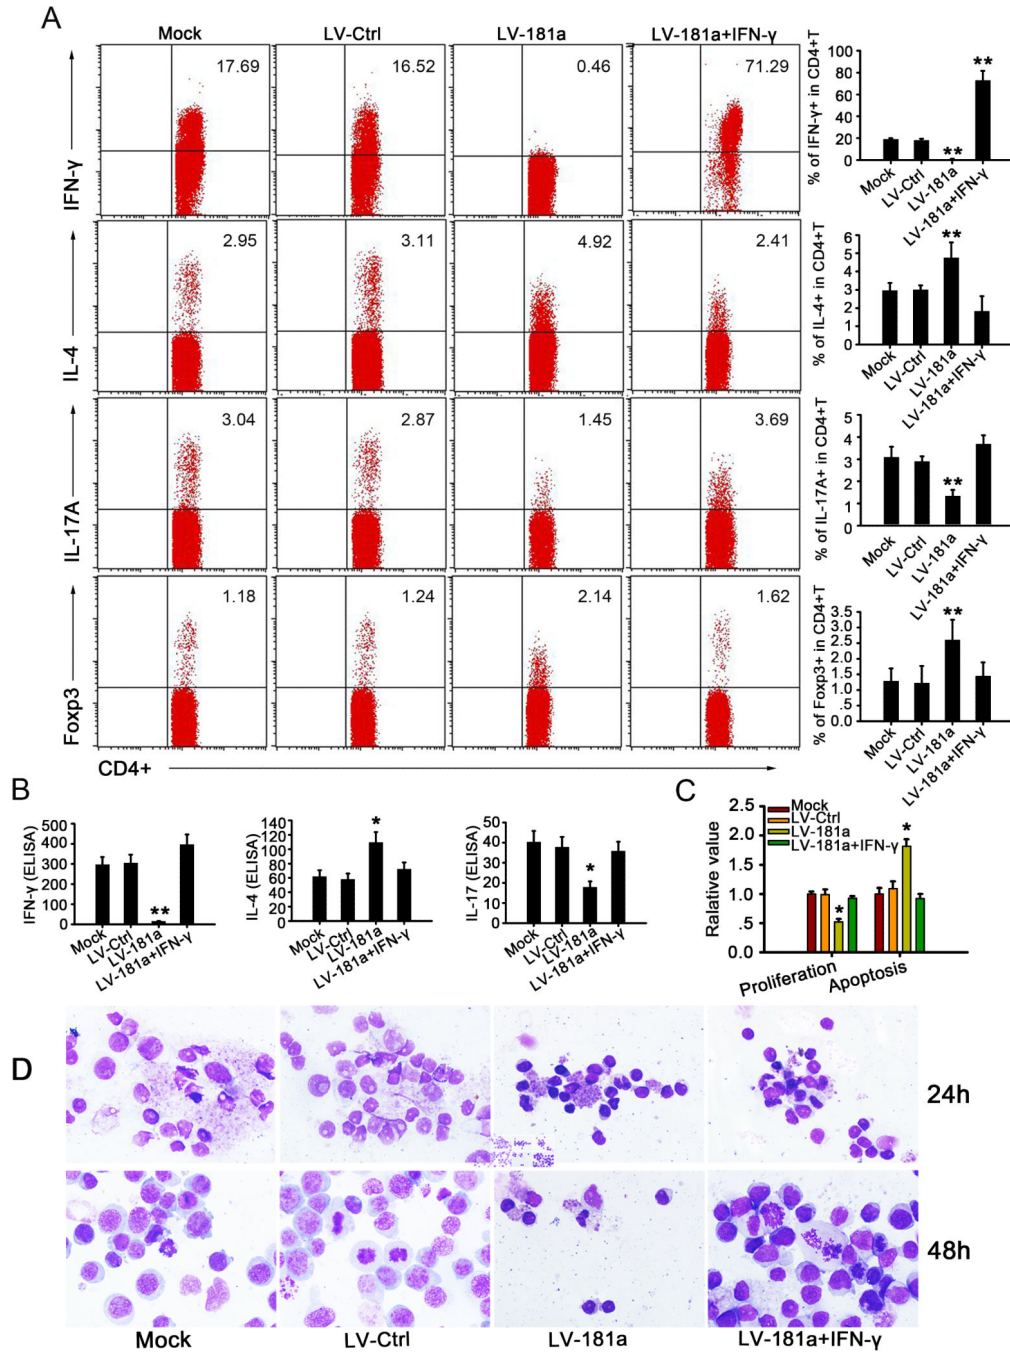 A
Mock LV-Ctrl LV-181a LV-181a+IFN-γ
IFN-γ
17.69 16.52 0.46 71.29
% of IFN-γ+ in CD4+T
100
80
60
40
20
0
**
**
Mock LV-Ctrl LV-181a LV-181a+IFN-γ
IL-4
2.95 3.11 4.92 2.41
% of IL-4+ in CD4+T
6
5
4
3
2
1
0
**
Mock LV-Ctrl LV-181a LV-181a+IFN-γ
IL-17A
3.04 2.87 1.45 3.69
% of IL-17A+ in CD4+T
5
4
3
2
1
0
**
Mock LV-Ctrl LV-181a LV-181a+IFN-γ
Foxp3
1.18 1.24 2.14 1.62
% of Foxp3+ in CD4+T
3.5
3.0
2.5
2.0
1.5
1.0
.5
0.0
**
Mock LV-Ctrl LV-181a LV-181a+IFN-γ
CD4+
B
IFN-γ (ELISA)
500
400
300
200
100
0
**
Mock LV-Ctrl LV-181a LV-181a+IFN-γ
IL-4 (ELISA)
140
120
100
80
60
40
20
0
*
Mock LV-Ctrl LV-181a LV-181a+IFN-γ
IL-17 (ELISA)
50
40
30
20
10
0
*
Mock LV-Ctrl LV-181a LV-181a+IFN-γ
C
Ralative value
2.5
2.0
1.5
1.0
.5
0.0
Mock
LV-Ctrl
LV-181a
LV-181a+IFN-γ
*
*
Proliferation Apoptosis
D
24h
48h
Mock LV-Ctrl LV-181a LV-181a+IFN-γ